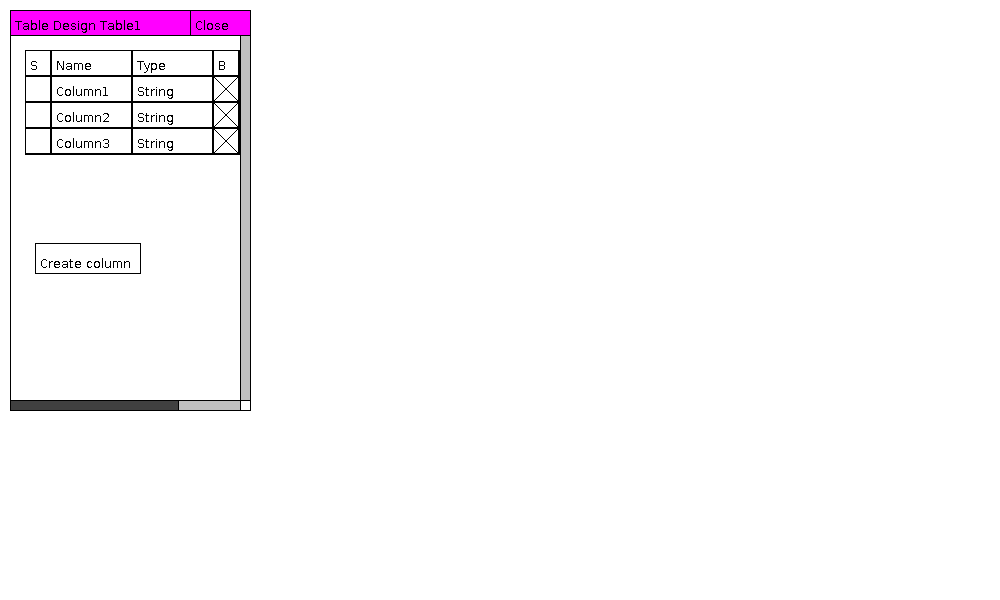 Table Design Table1 Close
S Name Type B
Column1 String
Column2 String
Column3 String
Create column